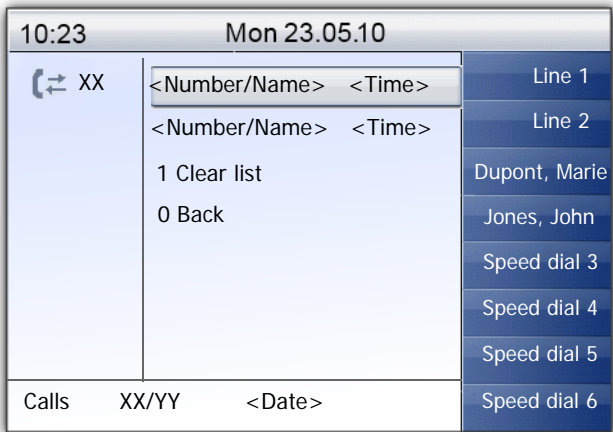 10:23 Mon 23.05.10
XX
<Number/Name> <Time>
<Number/Name> <Time>
1 Clear list
0 Back
Line 1
Line 2
Dupont, Marie
Jones, John
Speed dial 3
Speed dial 4
Speed dial 5
Speed dial 6
Calls XX/YY <Date>